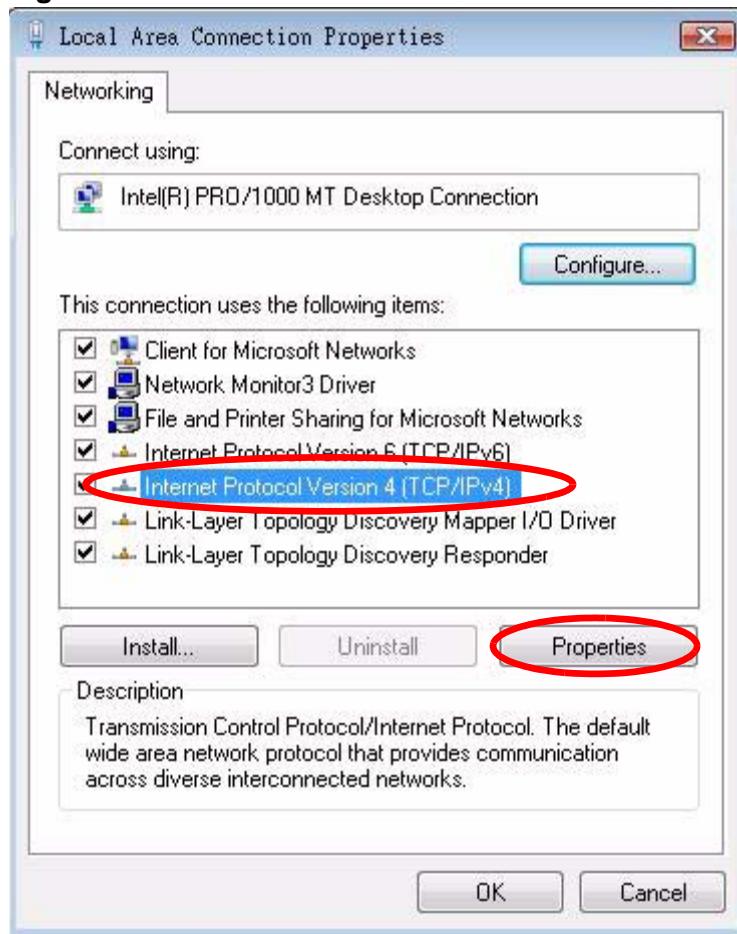 Local Area Connection Properties
Networking
Connect using:
Intel(R) PRO/1000 MT Desktop Connection
Configure...
This connection uses the following items:
Client for Microsoft Networks
Network Monitor3 Driver
File and Printer Sharing for Microsoft Networks
Internet Protocol Version 6 (TCP/IPv6)
Internet Protocol Version 4 (TCP/IPv4)
Link-Layer Topology Discovery Mapper I/O Driver
Link-Layer Topology Discovery Responder
Install... Uninstall Properties
Description
Transmission Control Protocol/Internet Protocol. The default
wide area network protocol that provides communication
across diverse interconnected networks.
OK Cancel